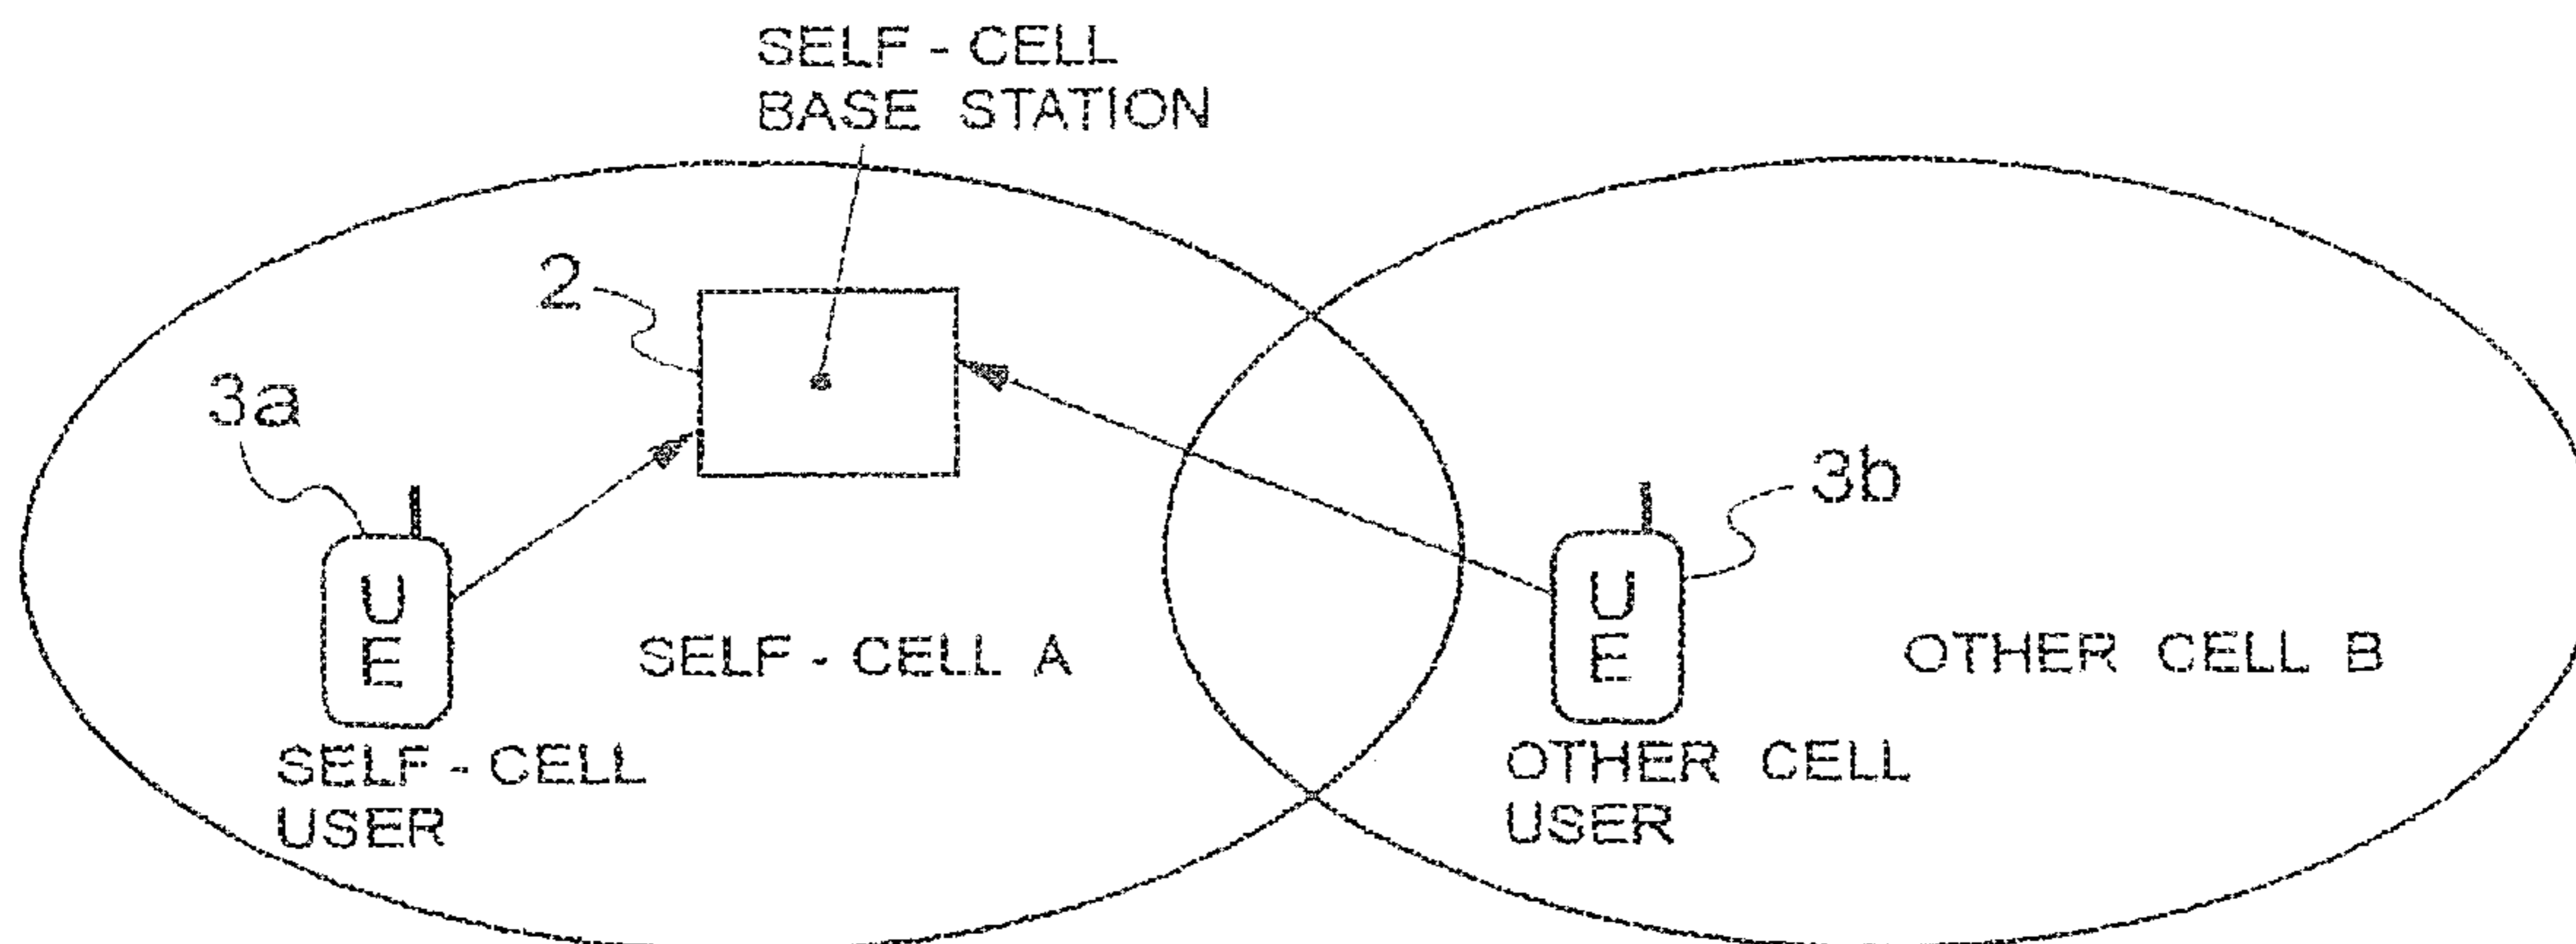 SELF - CELL
BASE STATION
2
3a
3b
U
E
U
E
SELF - CELL A
OTHER CELL B
SELF - CELL
USER
OTHER CELL
USER